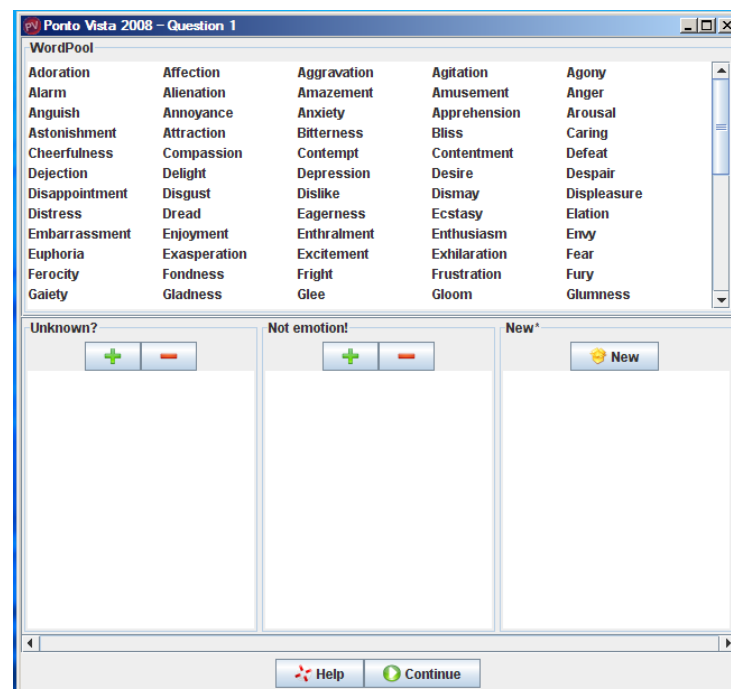 PV Ponto Vista 2008 – Question 1
WordPool
Adoration Affection Aggravation Agitation Agony
Alarm Alienation Amazement Amusement Anger
Anguish Annoyance Anxiety Apprehension Arousal
Astonishment Attraction Bitterness Bliss Caring
Cheerfulness Compassion Contempt Contentment Defeat
Dejection Delight Depression Desire Despair
Disappointment Disgust Dislike Dismay Displeasure
Distress Dread Eagerness Ecstasy Elation
Embarrassment Enjoyment Enthralment Enthusiasm Envy
Euphoria Exasperation Excitement Exhilaration Fear
Ferocity Fondness Fright Frustration Fury
Gaiety Gladness Glee Gloom Glumness
Unknown? Not emotion! New*
New
Help Continue